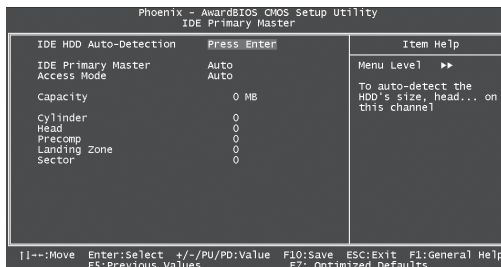 Phoenix - AwardBIOS CMOS Setup Utility
IDE Primary Master
IDE HDD Auto-Detection Press Enter
IDE Primary Master Auto
Access Mode Auto
Capacity 0 MB
Cylinder 0
Head 0
Precomp 0
Landing Zone 0
Sector 0
Item Help
Menu Level ►►
To auto-detect the
HDD's size, head... on
this channel
↑↓→←:Move Enter:Select +/-/PU/PD:Value F10:Save ESC:Exit F1:General Help
F5:Previous Values F7: Optimized Defaults